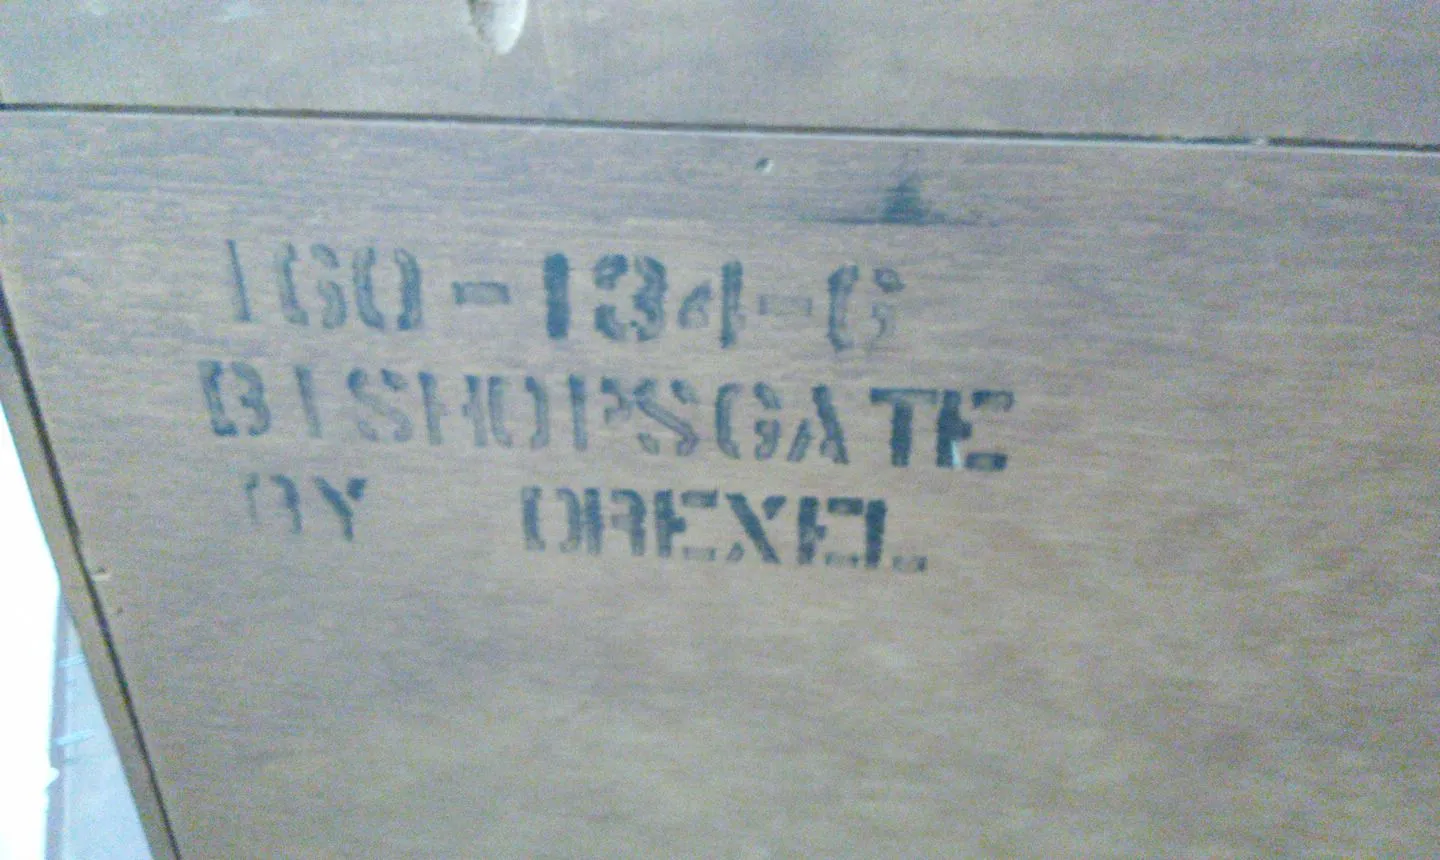 160-134-6
BISHOPSGATE
BY DREXEL